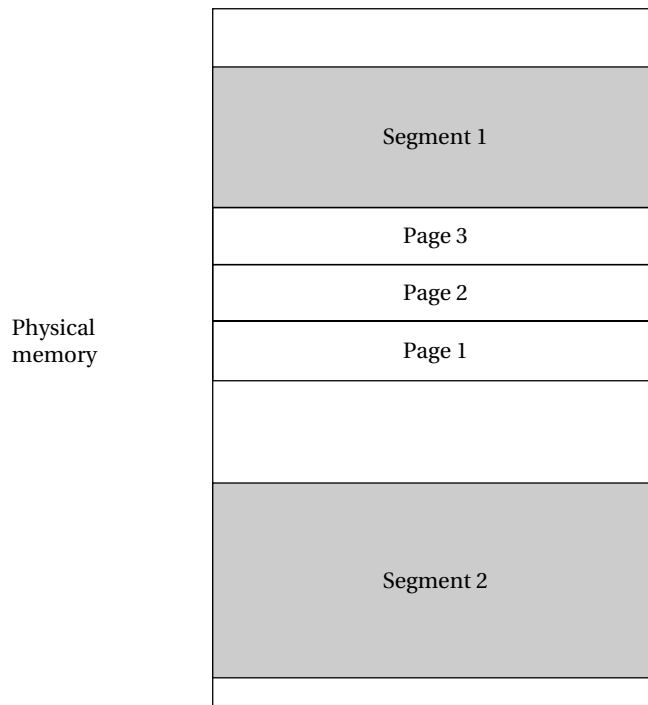 Segment 1
Page 3
Page 2
Physical
memory
Page 1
Segment 2